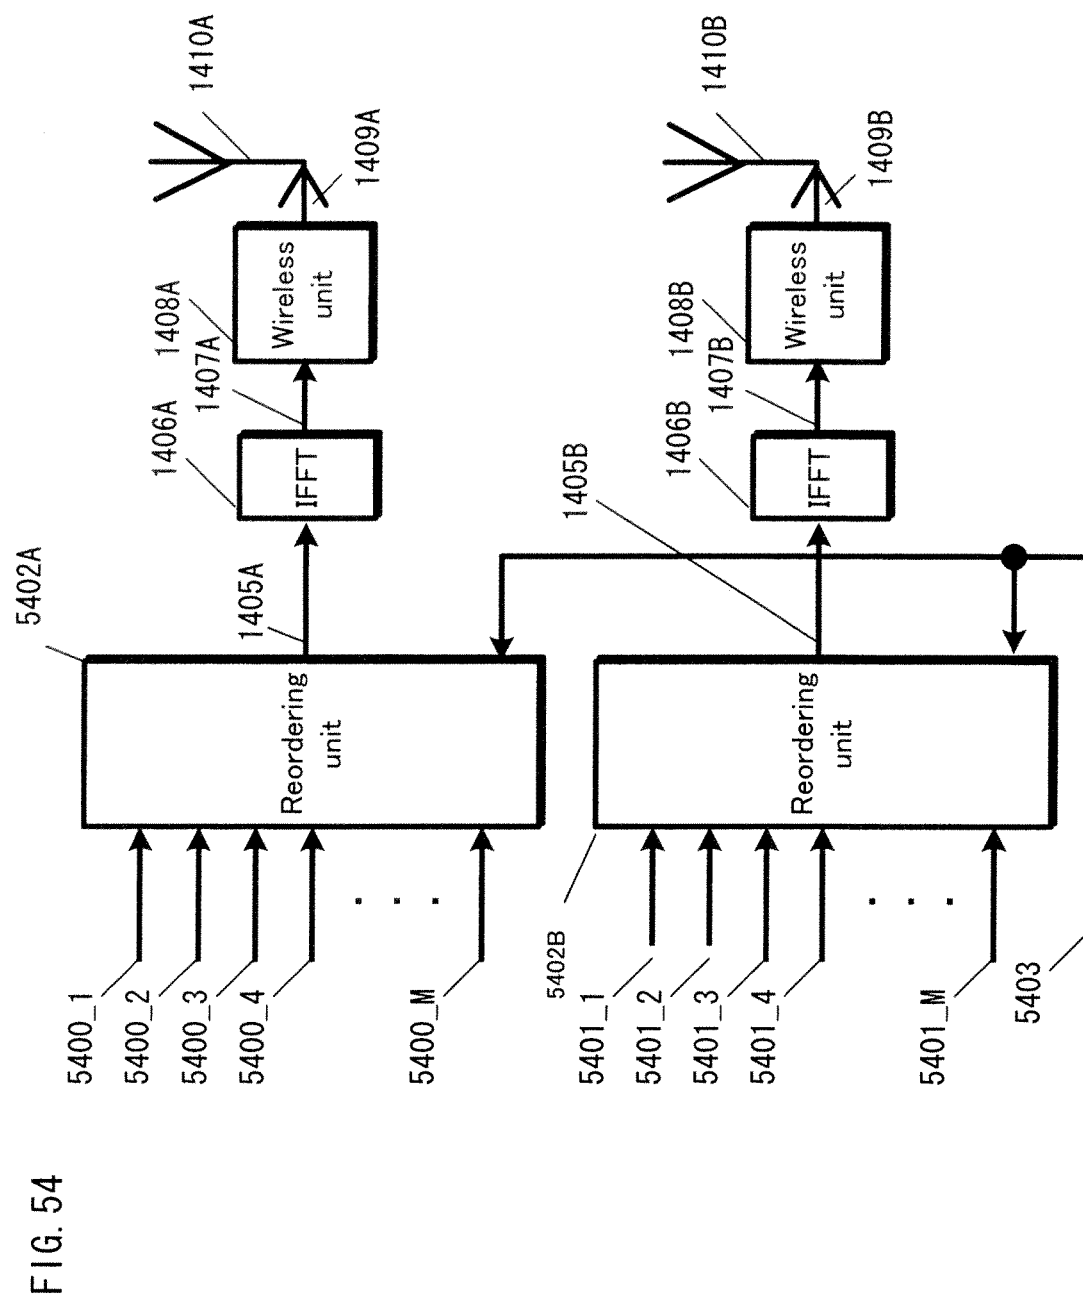 FIG. 54
5400_1
5400_2
5400_3
5400_4
5400_M
5402A
Reordering
unit
1405A
1406A
IFFT
1407A
1408A
Wireless
unit
1409A
1410A
5402B
5401_1
5401_2
5401_3
5401_4
5401_M
5403
Reordering
unit
1405B
1406B
IFFT
1407B
1408B
Wireless
unit
1409B
1410B